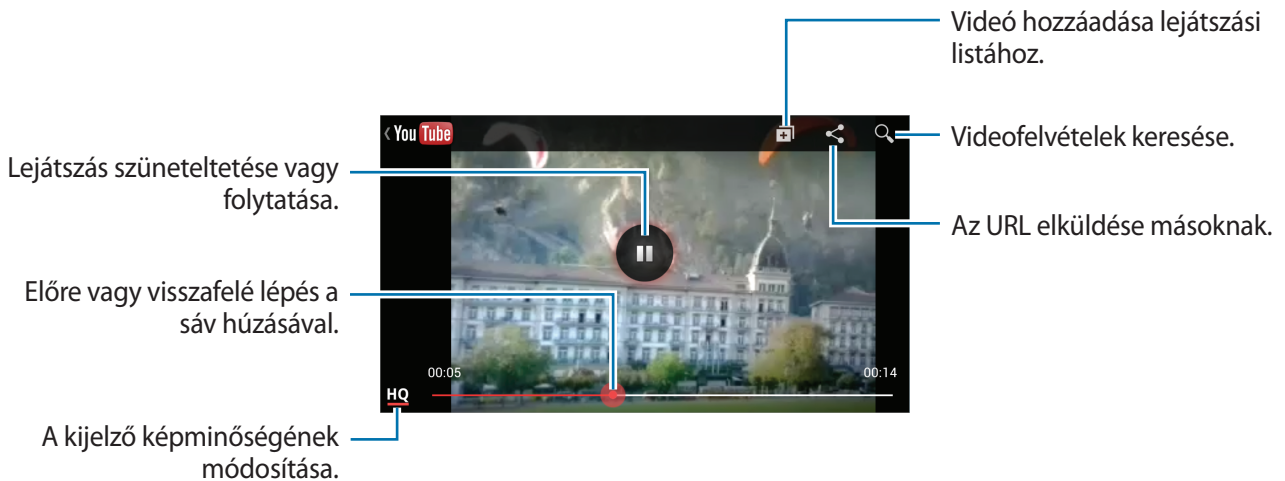 Videó hozzáadása lejátszási
listához.
You Tube
Videofelvételek keresése.
Lejátszás szüneteltetése vagy
folytatása.
Az URL elküldése másoknak.
Előre vagy visszafelé lépés a
sáv húzásával.
00:05
00:14
HQ
A kijelző képminőségének
módosítása.